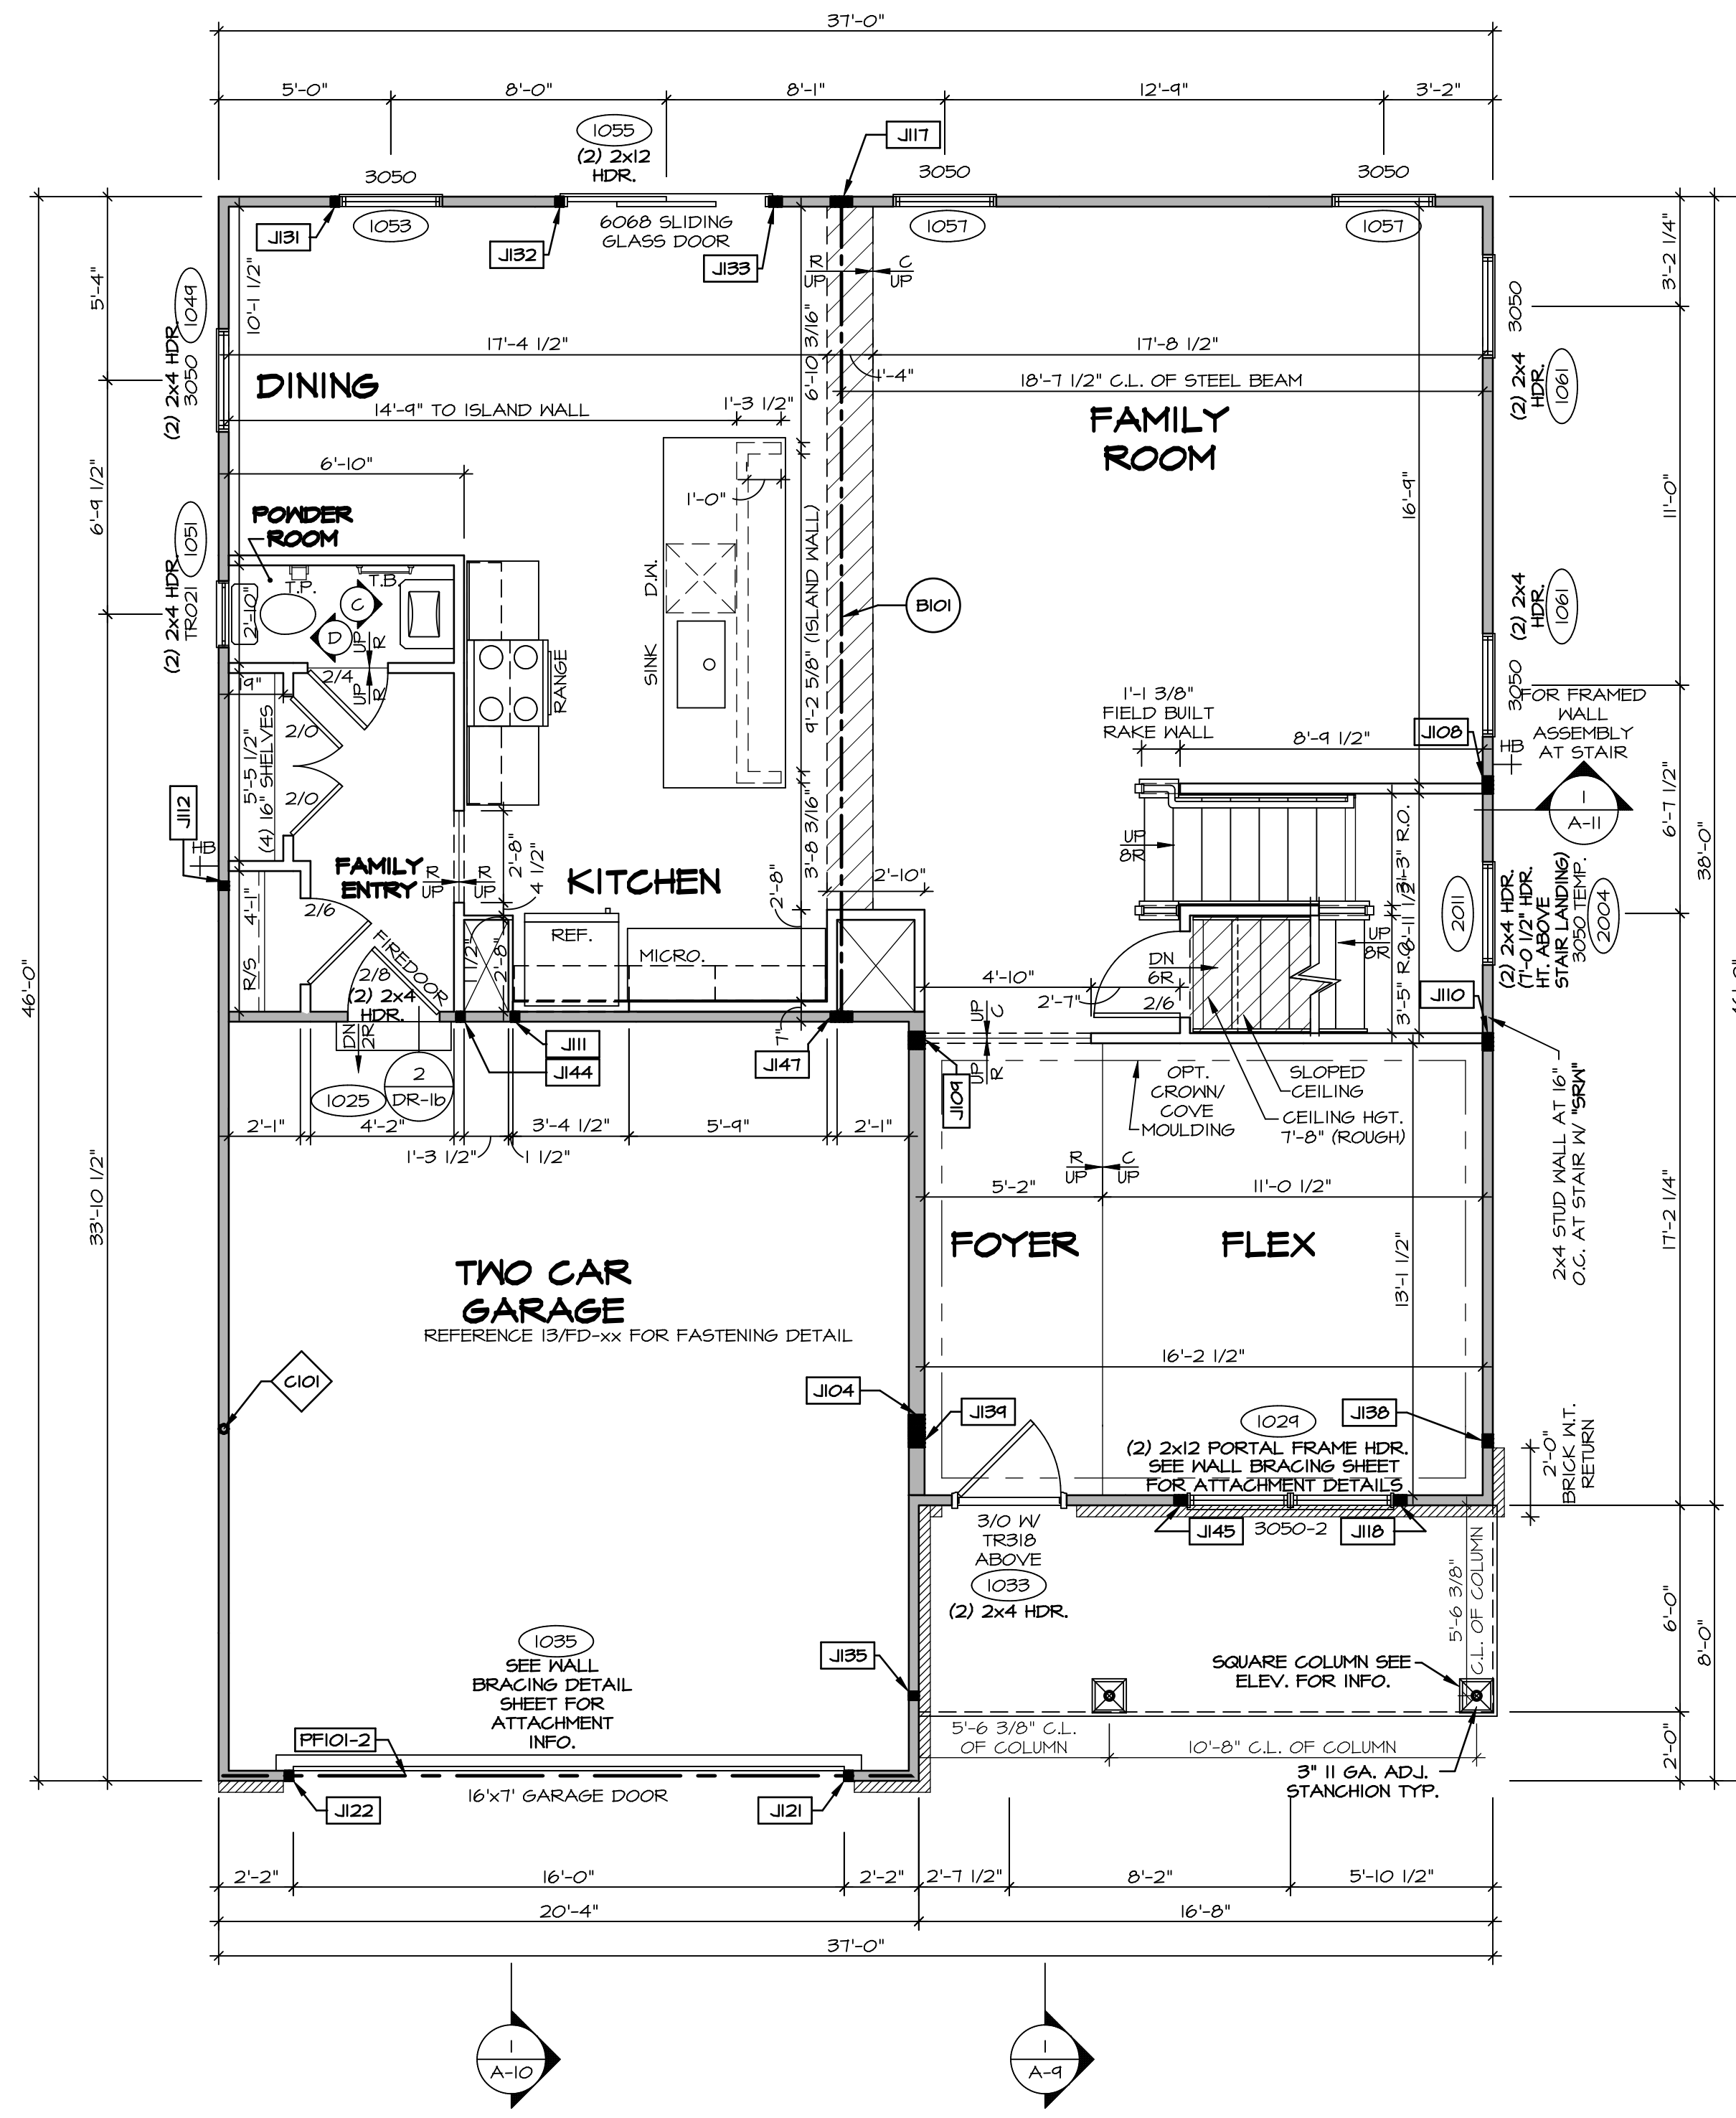 37'-0"
5'-0"
8'-0"
8'-1"
12'-9"
3'-2"
1055
(2) 2x12
HDR.
J117
3050
3050
3050
J131
1053
J132
6068 SLIDING
GLASS DOOR
J133
1057
1057
R
UP
C
UP
5'-4"
1049
3050
(2) 2x4 HDR.
10'-1 1/2"
6'-10 3/16"
3'-2 1/4"
3050
(2) 2x4
HDR.
1061
17'-4 1/2"
17'-8 1/2"
1'-4"
18'-7 1/2" C.L. OF STEEL BEAM
DINING
14'-9" TO ISLAND WALL
1'-3 1/2"
FAMILY
ROOM
6'-10"
1'-0"
16'-9"
11'-0"
6'-9 1/2"
1051
TR021
(2) 2x4 HDR.
POWDER
ROOM
T.P.
T.B.
C
D
2'-10"
UP
R
UP
R
2/4
D.W.
SINK
RANGE
9'-2 5/8" (ISLAND WALL)
B101
(2) 2x4
HDR.
1061
3050
19"
2/0
2/0
5'-5 1/2"
(4) 16" SHELVES
1'-1 3/8"
FIELD BUILT
RAKE WALL
8'-9 1/2"
J108
HB
FOR FRAMED
WALL
ASSEMBLY
AT STAIR
1
A-11
6'-7 1/2"
38'-0"
J112
HB
FAMILY
ENTRY
R
UP
R
UP
2'-8"
4 1/2"
KITCHEN
3'-8 3/16"
2'-8"
2'-10"
UP
8R
3'-3" R.O.
6'-11 1/2"
3'-5" R.O.
2011
(2) 2x4 HDR.
(7'-0 1/2" HDR.
HT. ABOVE
STAIR LANDING)
3050 TEMP.
2004
4'-1"
R/S
2/6
FIREDOOR
2/8
(2) 2x4
HDR.
1 1/2"
2'-8"
REF.
MICRO.
4'-10"
2'-7"
DN
6R
2/6
UP
8R
J110
46'-0"
DN
2R
2
DR-1b
1025
J111
J144
7"
J147
J109
UP
C
UP
R
OPT.
CROWN/
COVE
MOULDING
SLOPED
CEILING
CEILING HGT.
7'-8" (ROUGH)
2x4 STUD WALL AT 16"
O.C. AT STAIR W/ "SRW"
2'-1"
4'-2"
1'-3 1/2"
1 1/2"
3'-4 1/2"
5'-9"
2'-1"
R
UP
C
UP
5'-2"
11'-0 1/2"
33'-10 1/2"
17'-2 1/4"
FOYER
FLEX
13'-1 1/2"
TWO CAR
GARAGE
REFERENCE 13/FD-xx FOR FASTENING DETAIL
16'-2 1/2"
C101
J104
J139
1029
J138
(2) 2x12 PORTAL FRAME HDR.
SEE WALL BRACING SHEET
FOR ATTACHMENT DETAILS
2'-0"
BRICK W.T.
RETURN
3/0 W/
TR318
ABOVE
1033
(2) 2x4 HDR.
J145
3050-2
J118
5'-6 3/8"
C.L. OF COLUMN
6'-0"
8'-0"
1035
SEE WALL
BRACING DETAIL
SHEET FOR
ATTACHMENT
INFO.
J135
SQUARE COLUMN SEE
ELEV. FOR INFO.
PF101-2
5'-6 3/8" C.L.
OF COLUMN
10'-8" C.L. OF COLUMN
2'-0"
J122
16'x7' GARAGE DOOR
J121
3" 11 GA. ADJ.
STANCHION TYP.
2'-2"
16'-0"
2'-2"
2'-7 1/2"
8'-2"
5'-10 1/2"
20'-4"
16'-8"
37'-0"
1
A-10
1
A-9